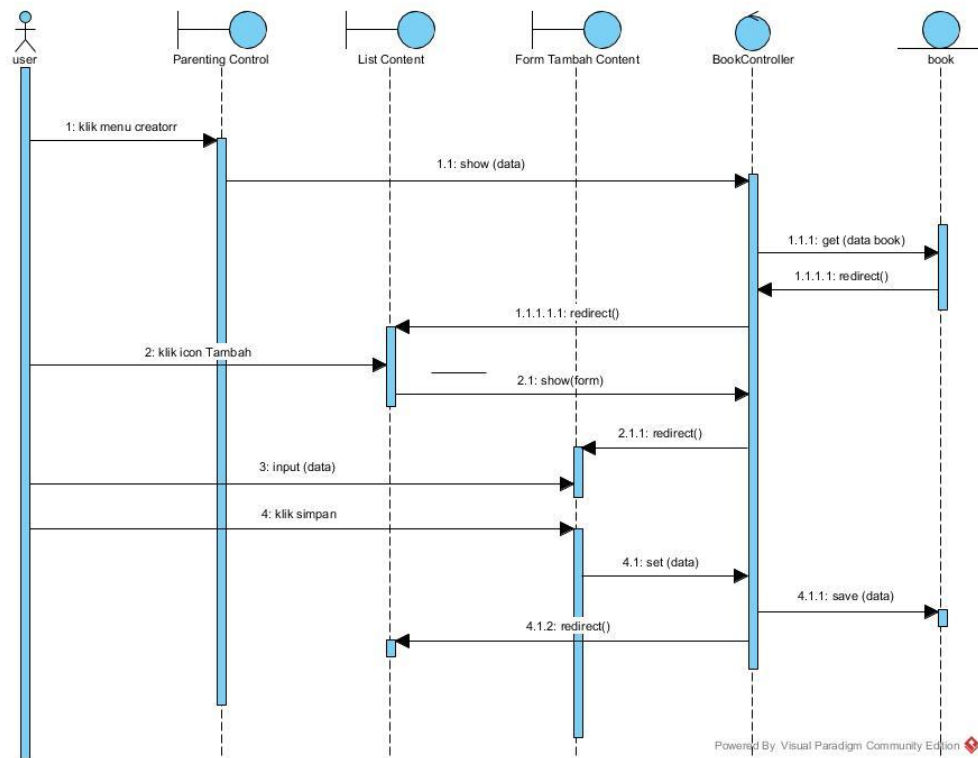 user
Parenting Control
List Content
Form Tambah Content
BookController
book
1: klik menu creatorr
1.1: show (data)
1.1.1: get (data book)
1.1.1.1: redirect()
1.1.1.1.1: redirect()
2: klik icon Tambah
2.1: show(form)
2.1.1: redirect()
3: input (data)
4: klik simpan
4.1: set (data)
4.1.1: save (data)
4.1.2: redirect()
Powered By Visual Paradigm Community Edition